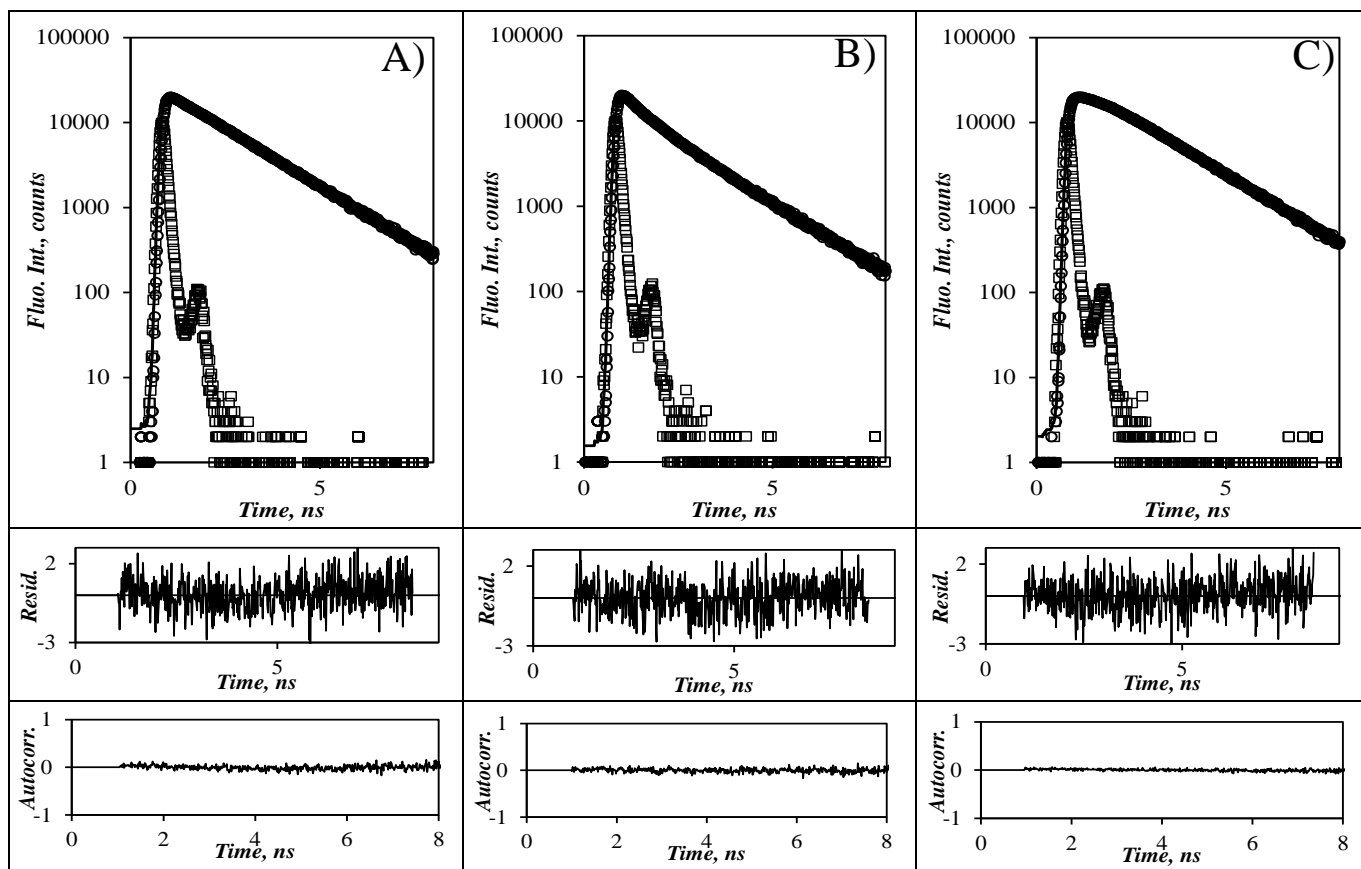 A)
100000
10000
1000
100
10
1
Fluo. Int., counts
0
5
Time, ns
B)
100000
10000
1000
100
10
1
Fluo. Int., counts
0
5
Time, ns
C)
100000
10000
1000
100
10
1
Fluo. Int., counts
0
5
Time, ns
2
-3
Resid.
0
5
Time, ns
2
-3
Resid.
0
5
Time, ns
2
-3
Resid.
0
5
Time, ns
1
0
-1
Autocorr.
0 2 4 6 8
Time, ns
1
0
-1
Autocorr.
0 2 4 6 8
Time, ns
1
0
-1
Autocorr.
0 2 4 6 8
Time, ns